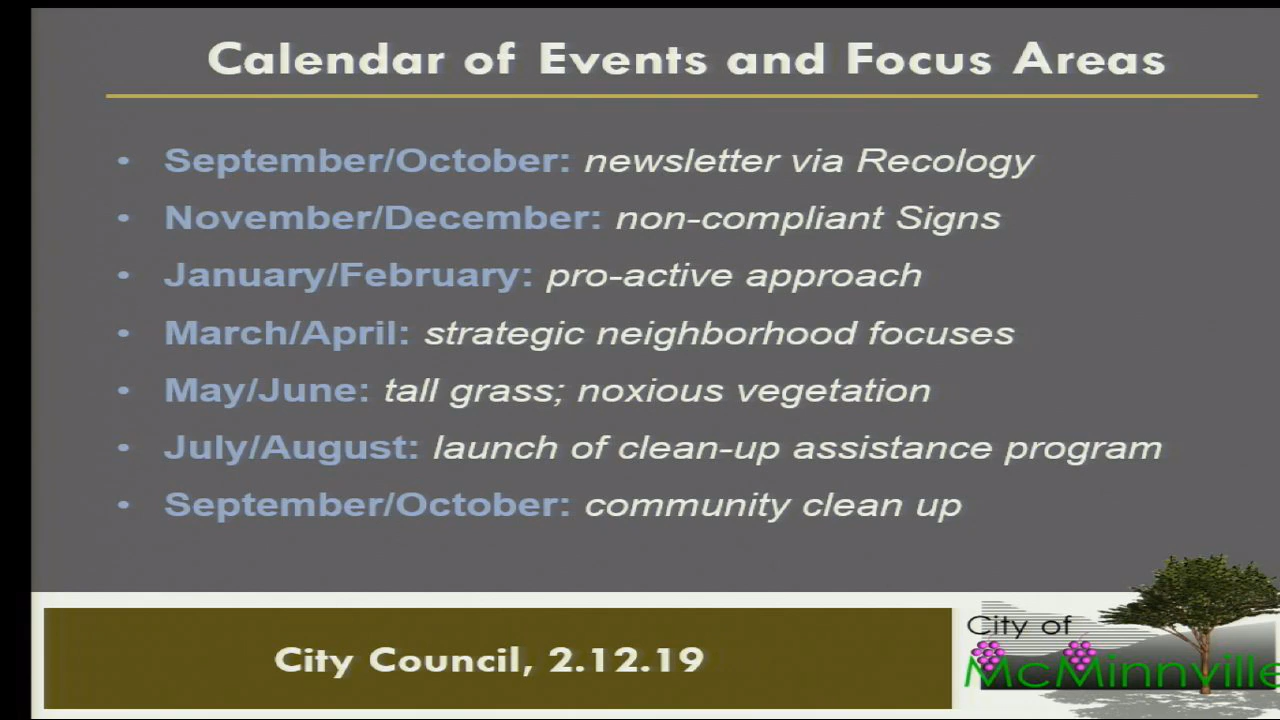 Calendar of Events and Focus Areas
• September/October: newsletter via Recology
• November/December: non-compliant Signs
• January/February: pro-active approach
• March/April: strategic neighborhood focuses
• May/June: tall grass; noxious vegetation
• July/August: launch of clean-up assistance program
• September/October: community clean up
City Council, 2.12.19
City of
McMinnville